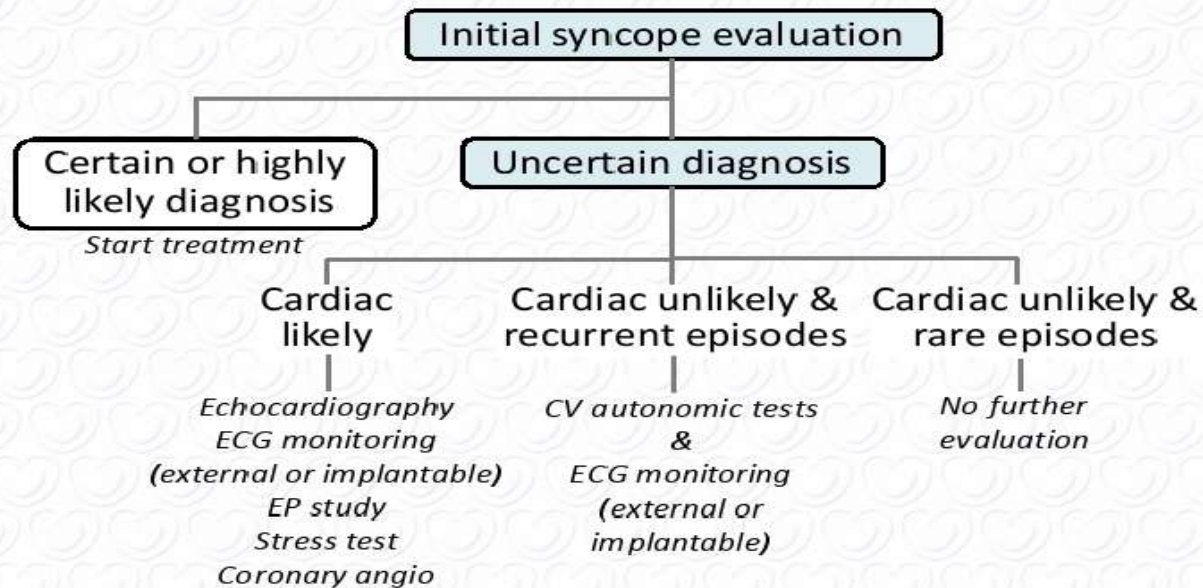 Initial syncope evaluation
Certain or highly
likely diagnosis
Start treatment
Uncertain diagnosis
Cardiac
likely
Echocardiography
ECG monitoring
(external or implantable)
EP study
Stress test
Coronary angio
Cardiac unlikely &
recurrent episodes
CV autonomic tests
&
ECG monitoring
(external or
implantable)
Cardiac unlikely &
rare episodes
No further
evaluation